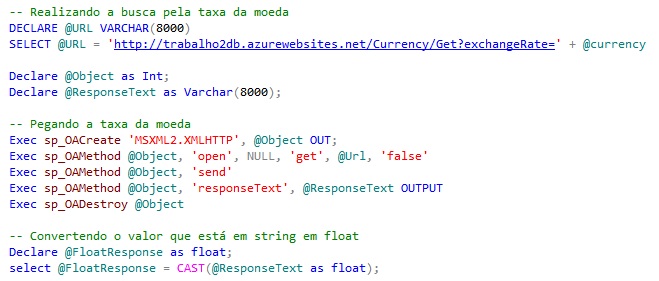 -- Realizando a busca pela taxa da moeda
DECLARE @URL VARCHAR(8000)
SELECT @URL = 'http://trabalho2db.azurewebsites.net/Currency/Get?exchangeRate=' + @currency
Declare @Object as Int;
Declare @ResponseText as Varchar(8000);
-- Pegando a taxa da moeda
Exec sp_OACreate 'MSXML2.XMLHTTP', @Object OUT;
Exec sp_OAMethod @Object, 'open', NULL, 'get', @Url, 'false'
Exec sp_OAMethod @Object, 'send'
Exec sp_OAMethod @Object, 'responseText', @ResponseText OUTPUT
Exec sp_OADestroy @Object
-- Convertendo o valor que está em string em float
Declare @FloatResponse as float;
select @FloatResponse = CAST(@ResponseText as float);